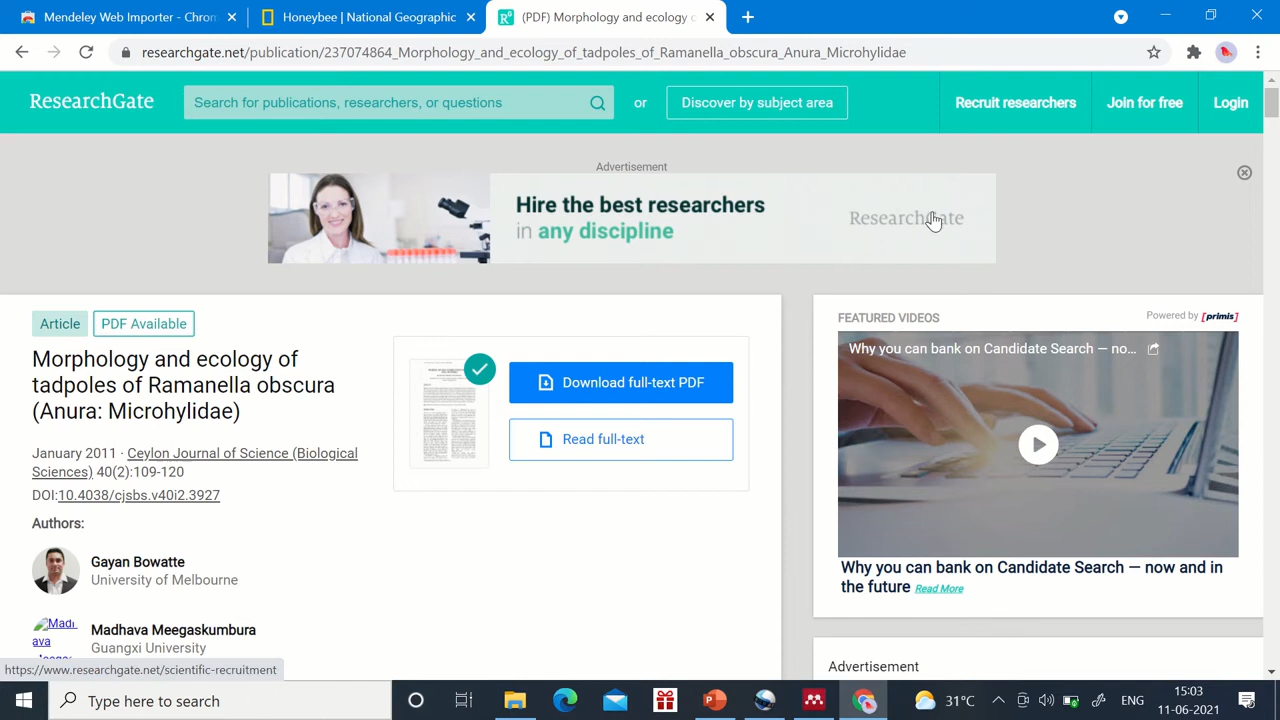 Mendeley Web Importer - Chrom
Honeybee | National Geographic
(PDF) Morphology and ecology o
researchgate.net/publication/237074864_Morphology_and_ecology_of_tadpoles_of_Ramanella_obscura_Anura_Microhylidae
ResearchGate
Search for publications, researchers, or questions
or
Discover by subject area
Recruit researchers
Join for free
Login
Advertisement
Hire the best researchers
in any discipline
ResearchGate
Article
PDF Available
Morphology and ecology of
tadpoles of Ramanella obscura
(Anura: Microhylidae)
January 2011 · Ceylon Journal of Science (Biological
Sciences) 40(2):109-120
DOI:10.4038/cjsbs.v40i2.3927
Authors:
Gayan Bowatte
University of Melbourne
Madi
ava
Madhava Meegaskumbura
Guangxi University
Download full-text PDF
Read full-text
FEATURED VIDEOS
Powered by [primis]
Why you can bank on Candidate Search — no...
Why you can bank on Candidate Search — now and in
the future Read More
Advertisement
https://www.researchgate.net/scientific-recruitment
Type here to search
31°C
ENG
15:03
11-06-2021